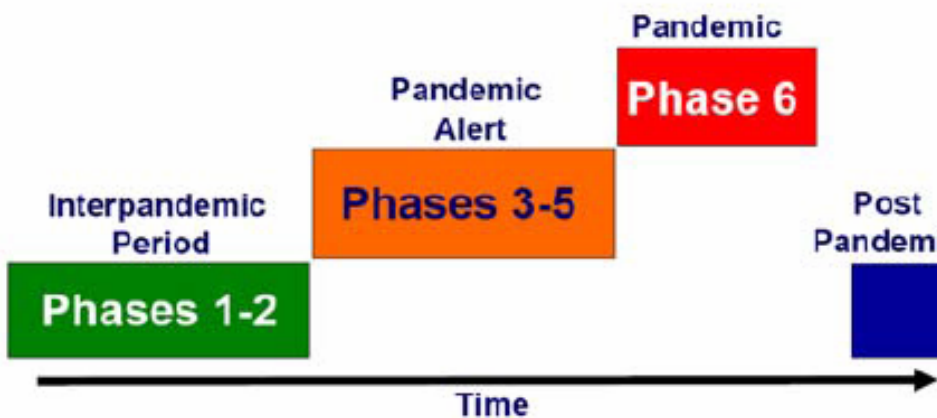 Pandemic
Phase 6
Pandemic
Alert
Phases 3-5
Interpandemic
Period
Phases 1-2
Post
Pandem
Time